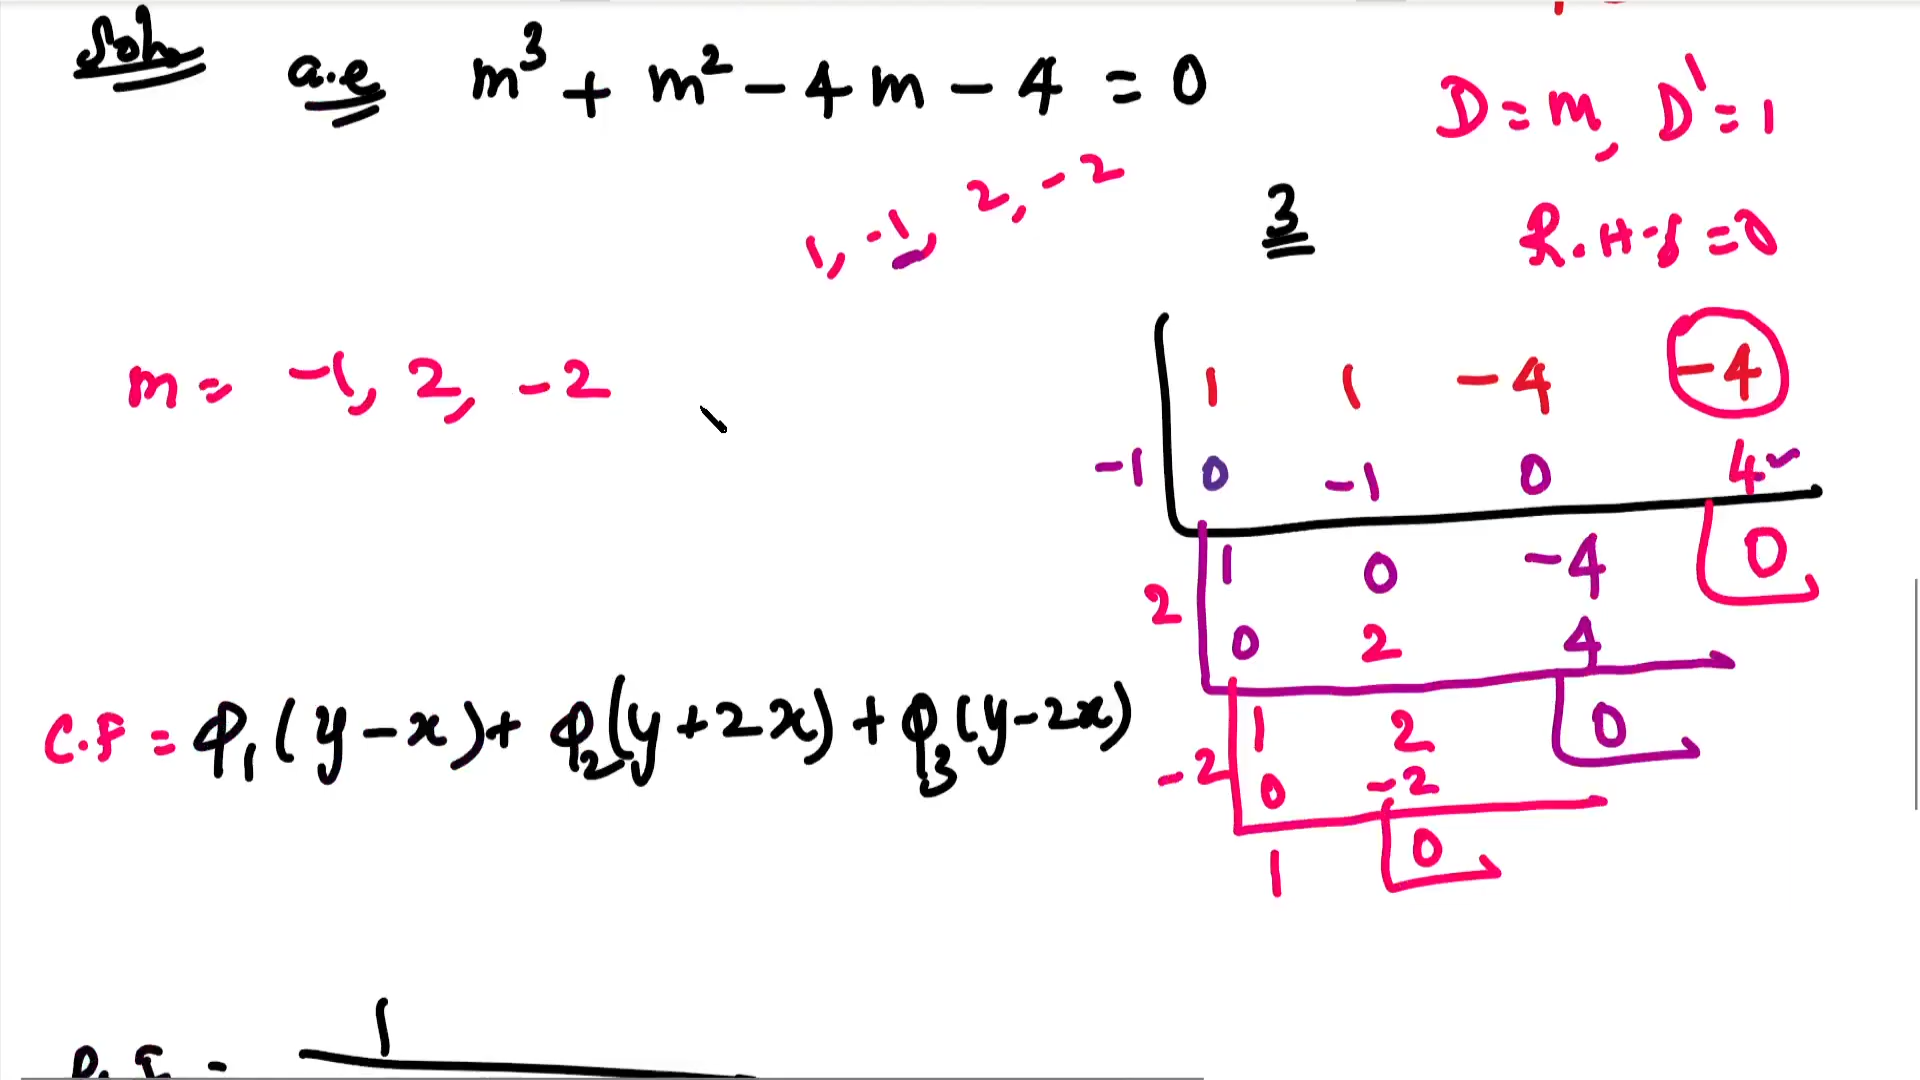 Soln a.e m³ + m² - 4m - 4 = 0
D = m, D' = 1
1, -1, 2, -2
3
R.H.S = 0
m = -1, 2, -2
1 1 -4 -4
-1 0 -1 0 4
1 0 -4 0
2 0 2 4
1 2 0
-2 0 -2
1 0
C.F = φ₁(y-x) + φ₂(y+2x) + φ₃(y-2x)
P.I = 1